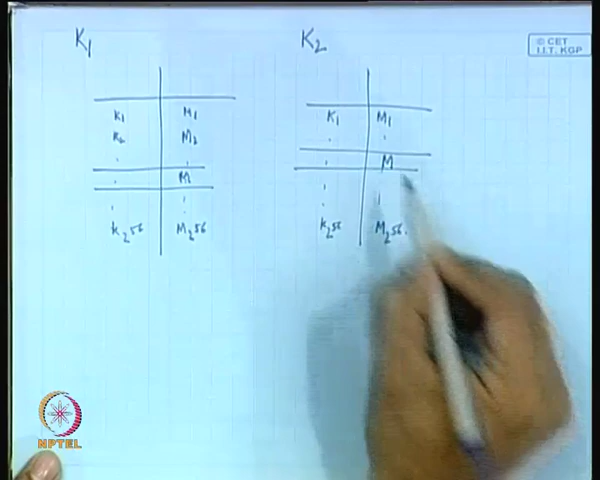 K₁ K₂
© CET
I.I.T. KGP
K₁ M₁ K₁ M₁
K₂ M₂
M M
K₂56 M₂56 K₂56 M₂56.
NPTEL